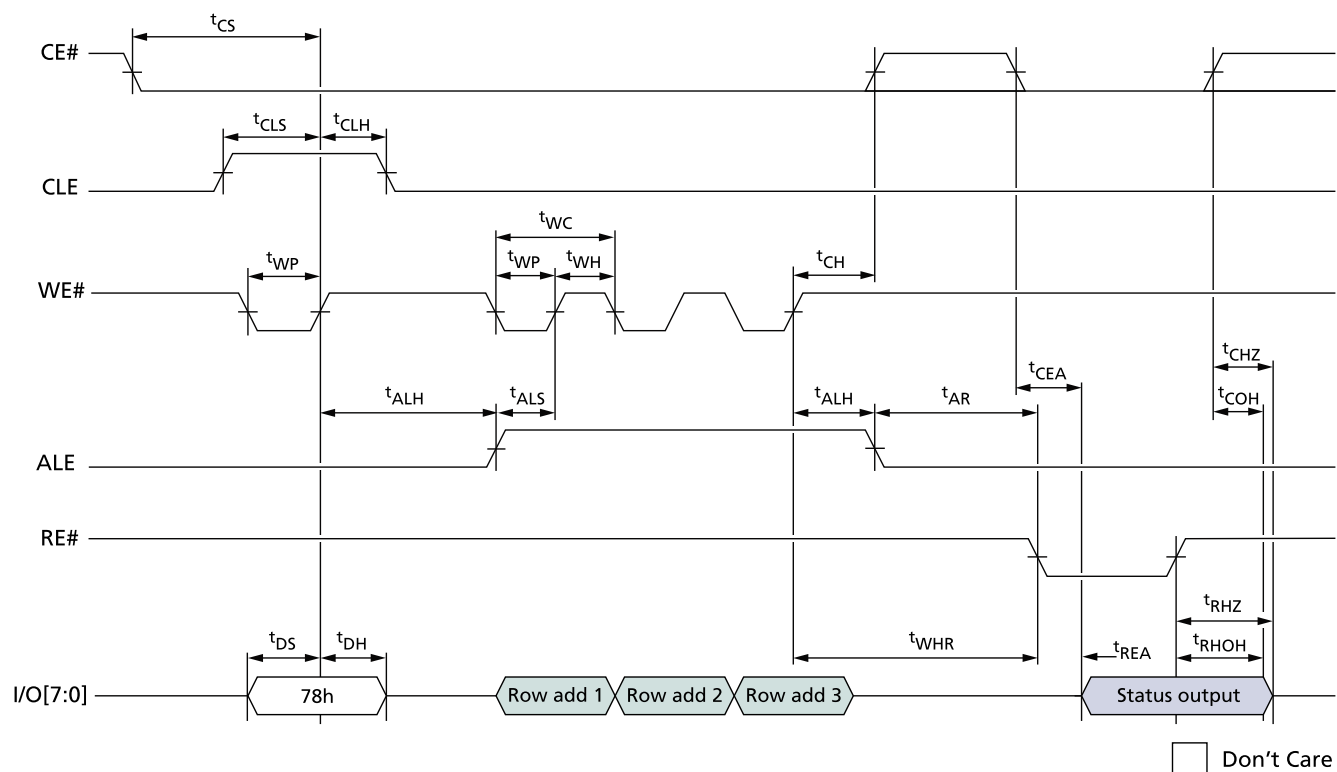 tCS
CE#
tCLS
tCLH
CLE
tWC
tWP
tWP
tWH
tCH
WE#
tCHZ
tCEA
tALH
tALS
tALH
tAR
tCOH
ALE
RE#
tRHZ
tDS
tDH
tWHR
tREA
tRHOH
I/O[7:0]
78h
Row add 1
Row add 2
Row add 3
Status output
Don't Care